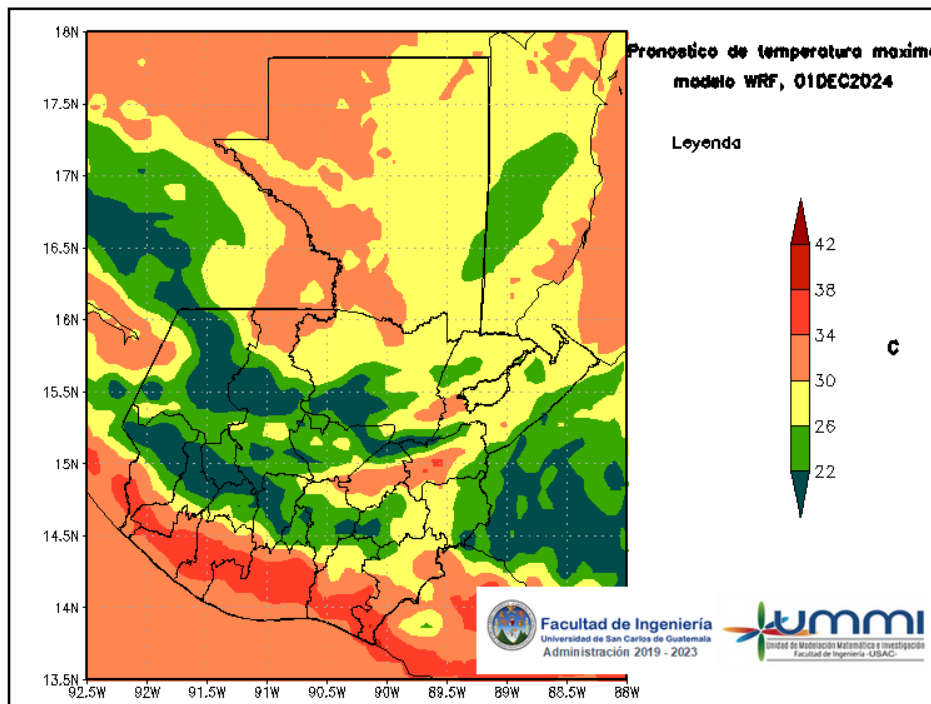 Pronostico de temperatura maxima
modelo WRF, 01DEC2024
Leyenda
18N
17.5N
17N
16.5N
16N
15.5N
15N
14.5N
14N
13.5N
92.5W 92W 91.5W 91W 90.5W 90W 89.5W 89W 88.5W 88W
42
38
34
30
26
22
C
Facultad de Ingeniería
Universidad de San Carlos de Guatemala
Administración 2019 - 2023
UMMI
Unidad de Modelación Matemática e Investigación
Facultad de Ingeniería -USAC-